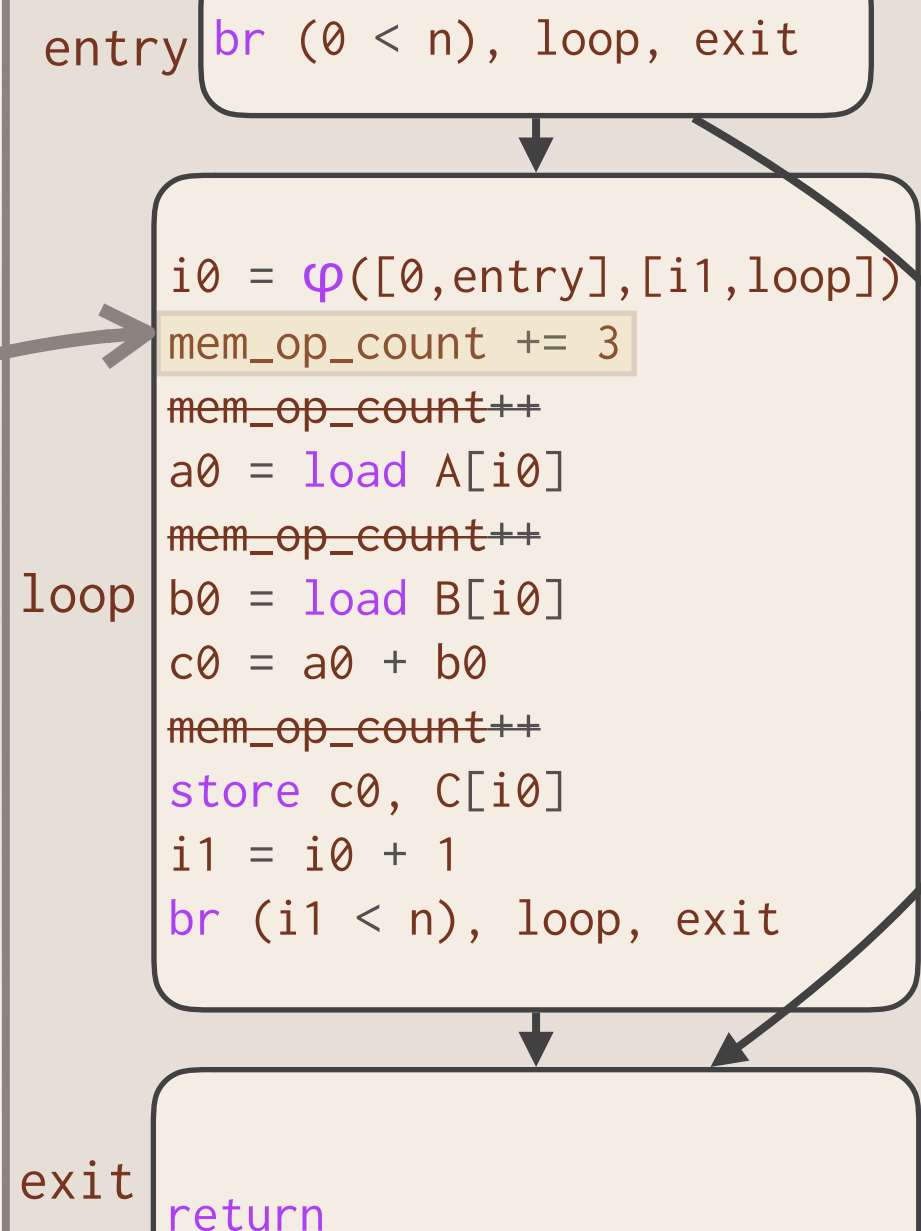 entry
br (0 < n), loop, exit
i0 = φ([0,entry],[i1,loop])
mem_op_count += 3
mem_op_count++
a0 = load A[i0]
mem_op_count++
loop
b0 = load B[i0]
c0 = a0 + b0
mem_op_count++
store c0, C[i0]
i1 = i0 + 1
br (i1 < n), loop, exit
exit
return